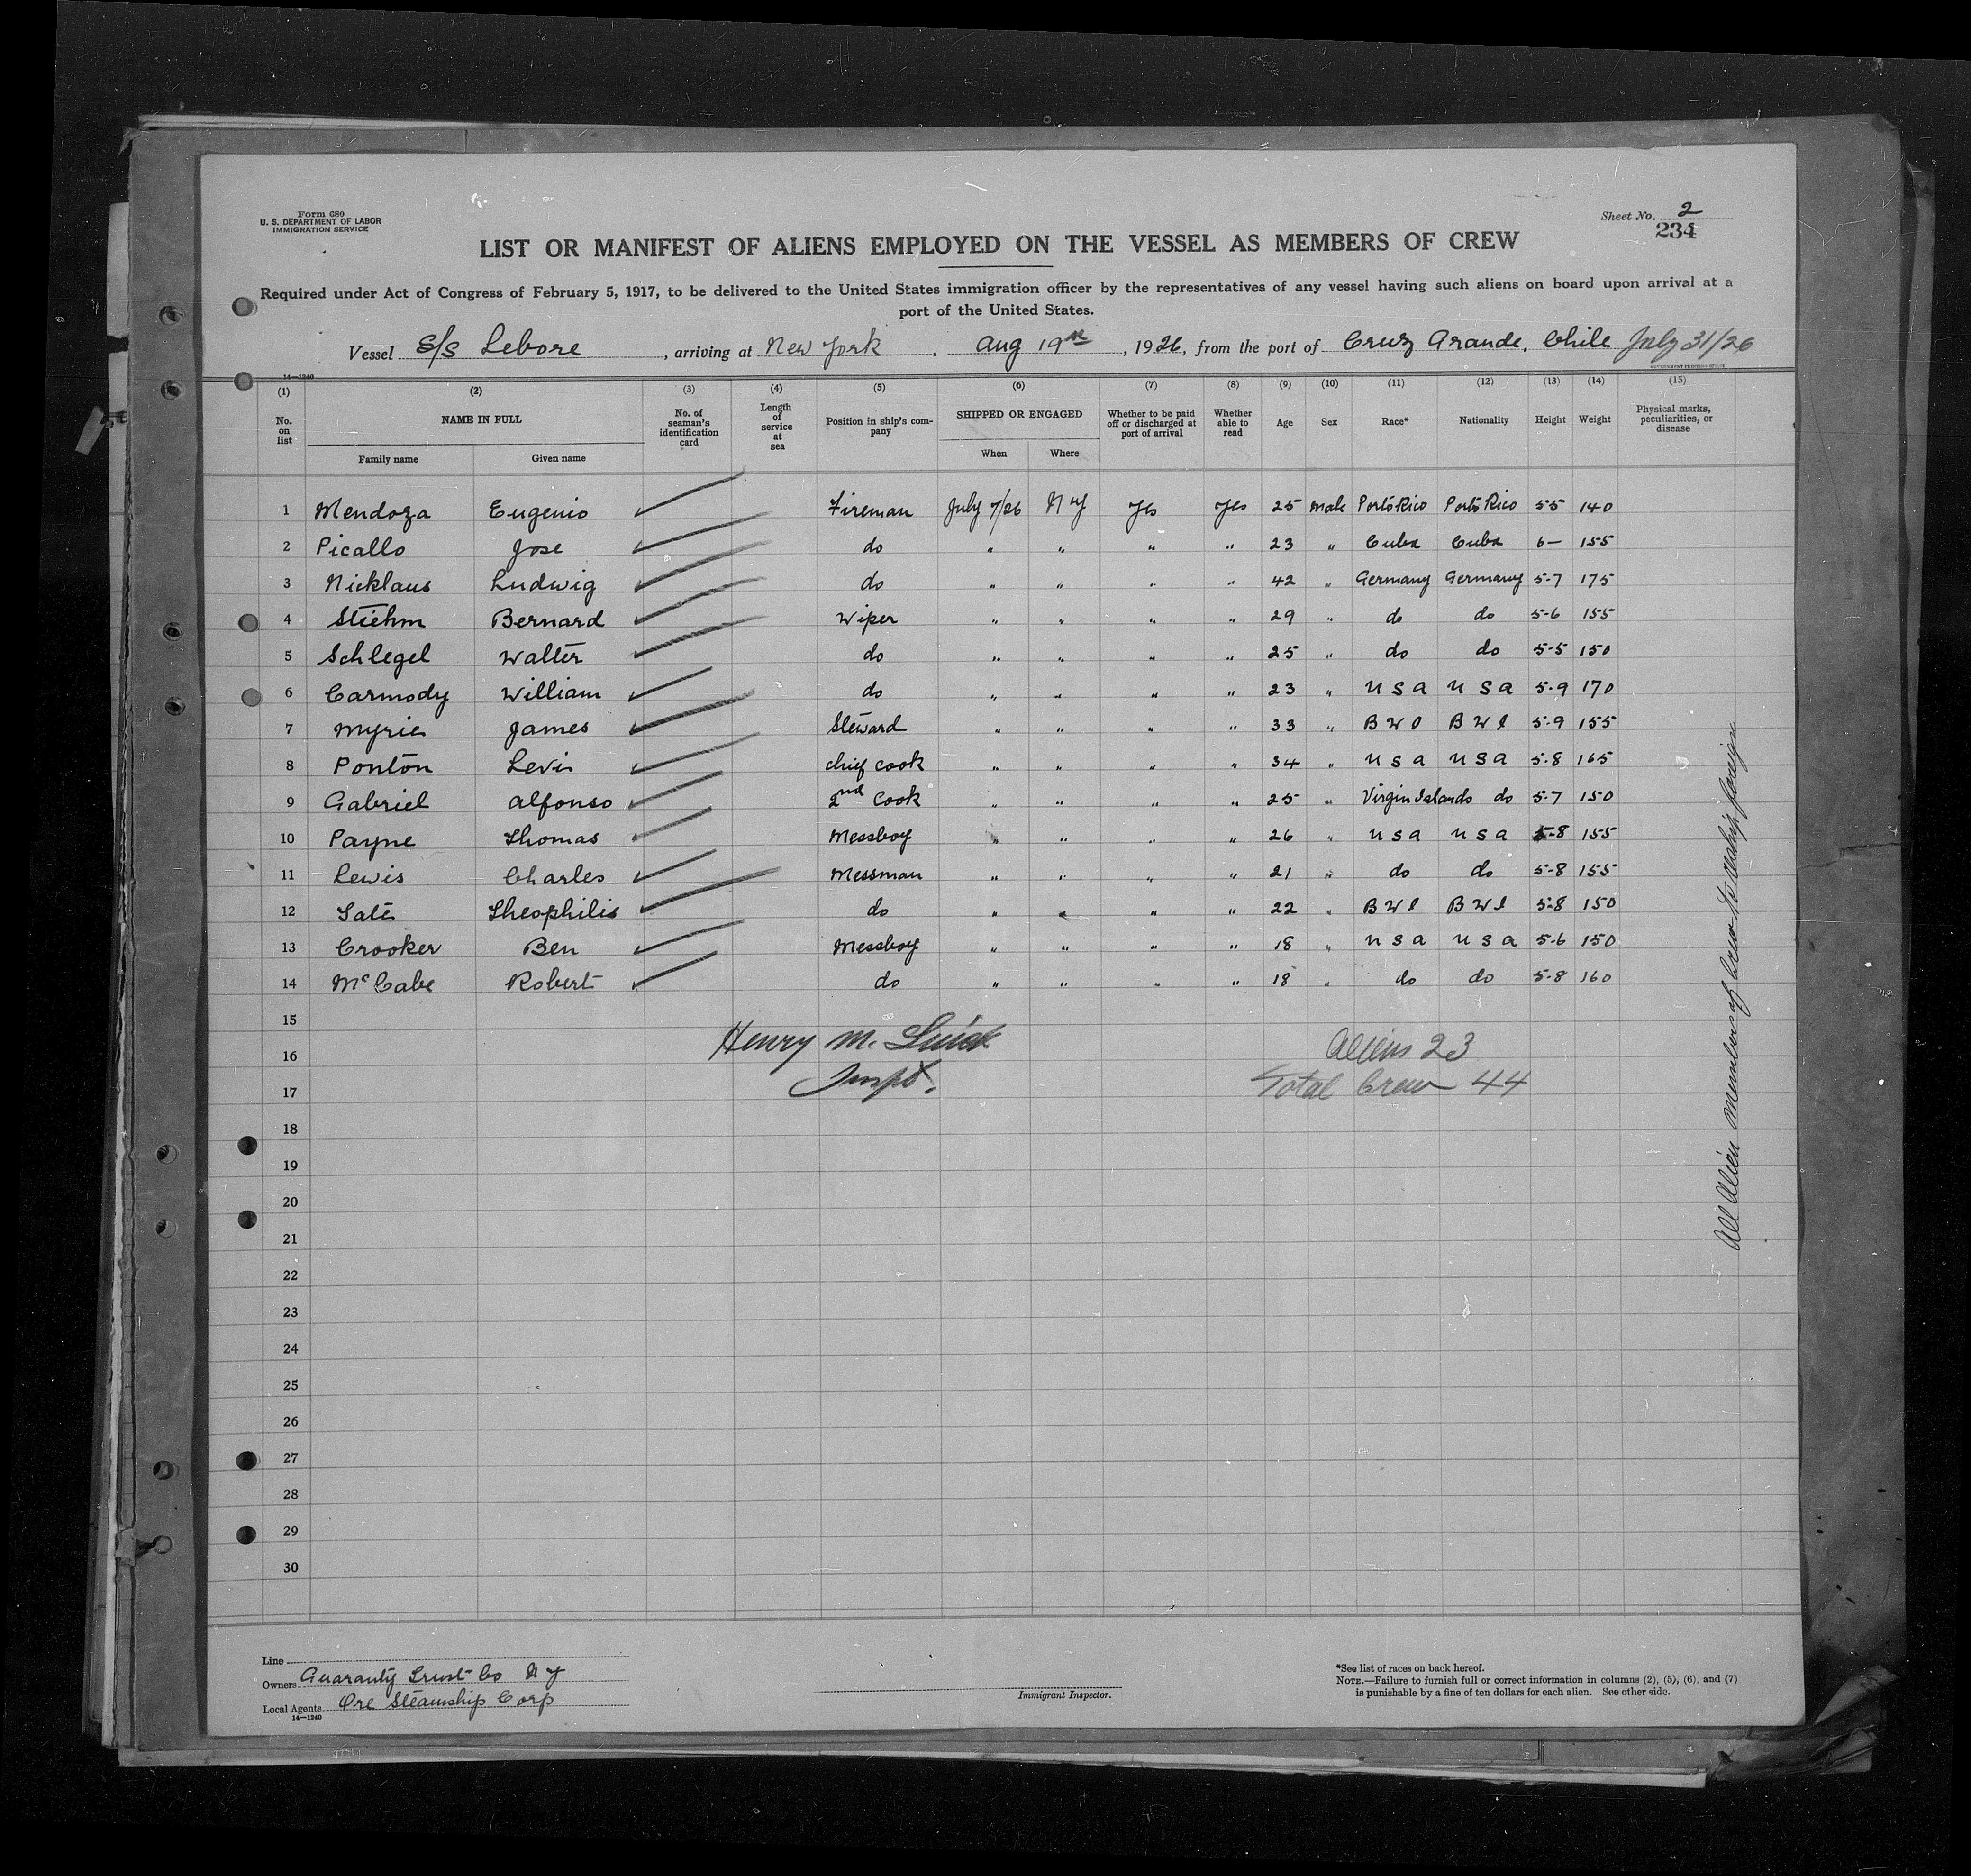 Form 680
U. S. DEPARTMENT OF LABOR
IMMIGRATION SERVICE
Sheet No. 2
234
LIST OR MANIFEST OF ALIENS EMPLOYED ON THE VESSEL AS MEMBERS OF CREW
Required under Act of Congress of February 5, 1917, to be delivered to the United States immigration officer by the representatives of any vessel having such aliens on board upon arrival at a
port of the United States.
Vessel S/S Lebore, arriving at New York, Aug 19th, 1926, from the port of Cruz Grande, Chile July 31/26
14—1240
(1) (2) (3) (4) (5) (6) (7) (8) (9) (10) (11) (12) (13) (14) (15)
No. on list NAME IN FULL No. of seaman's identification card Length of service at sea Position in ship's company SHIPPED OR ENGAGED Whether to be paid off or discharged at port of arrival Whether able to read Age Sex Race* Nationality Height Weight Physical marks, peculiarities, or disease
Family name Given name When Where
1 Mendoza Eugenio Fireman July 7/26 N Y Yes Yes 25 Male Porto Rico Porto Rico 55 140
2 Picallo Jose do " " " " 23 " Cuba Cuba 6— 155
3 Nicklaus Ludwig do " " " " 42 " Germany Germany 5-7 175
4 Stiehm Bernard Wiper " " " " 29 " do do 5-6 155
5 Schlegel Walter do " " " " 25 " do do 5-5 150
6 Carmody William do " " " " 23 " U S A U S A 5-9 170
7 Myrie James Steward " " " " 33 " B W I B W I 5-9 155
8 Ponton Levis chief cook " " " " 34 " U S A U S A 5-8 165
9 Gabriel Alfonso 2nd Cook " " " " 25 " Virgin Islands do 5-7 150
10 Payne Thomas Messboy " " " " 26 " U S A U S A 5-8 155
11 Lewis Charles Messman " " " " 21 " do do 5-8 155
12 Tate Theophilis do " " " " 22 " B W I B W I 5-8 150
13 Crooker Ben Messboy " " " " 18 " U S A U S A 5-6 150
14 McCabe Robert do " " " " 18 " do do 5-8 160
15
16 Henry M. Aliens 23
17 Inspt. Total Crew 44
18
19
20
21
22
23
24
25
26
27
28
29
30
All Alien members of Crew to reship foreign
Line
Owners Guaranty Trust Co N Y
Local Agents Ore Steamship Corp
14—1240
Immigrant Inspector.
*See list of races on back hereof.
NOTE.—Failure to furnish full or correct information in columns (2), (5), (6), and (7)
is punishable by a fine of ten dollars for each alien. See other side.